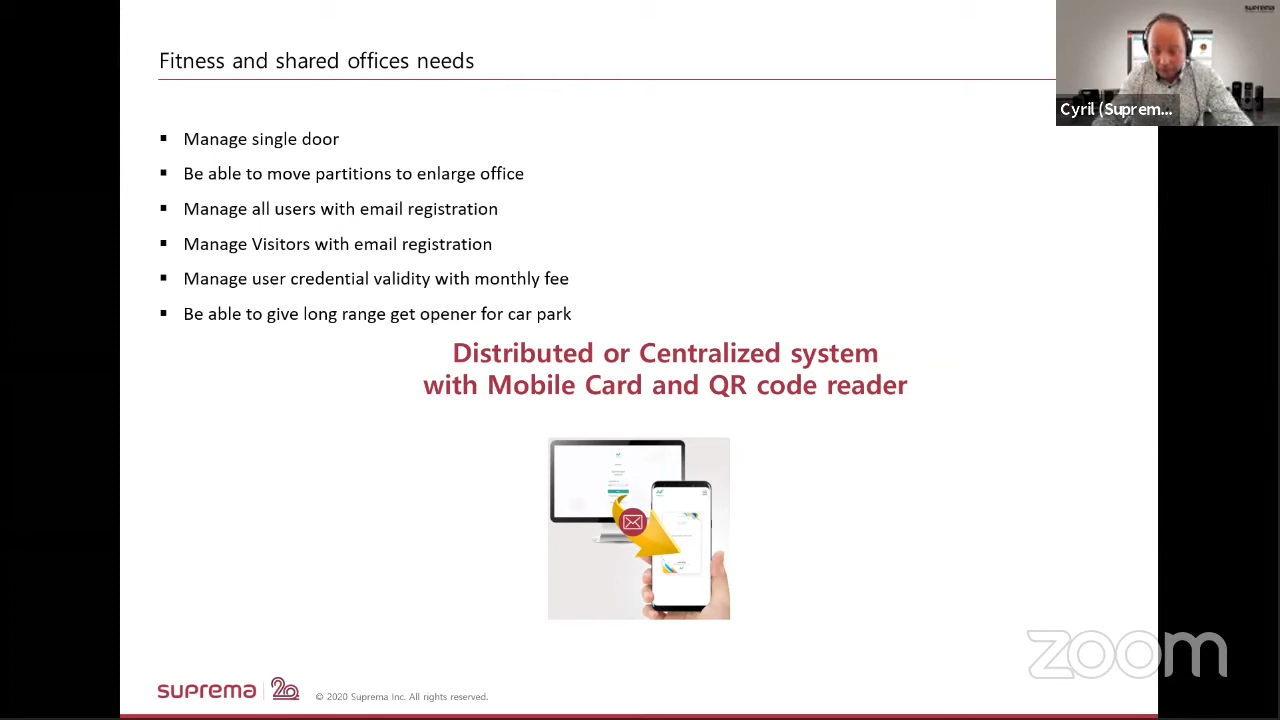 Fitness and shared offices needs
suprema
Cyril (Suprem...
▪ Manage single door
▪ Be able to move partitions to enlarge office
▪ Manage all users with email registration
▪ Manage Visitors with email registration
▪ Manage user credential validity with monthly fee
▪ Be able to give long range get opener for car park
Distributed or Centralized system
with Mobile Card and QR code reader
zoom
suprema 20 © 2020 Suprema Inc. All rights reserved.